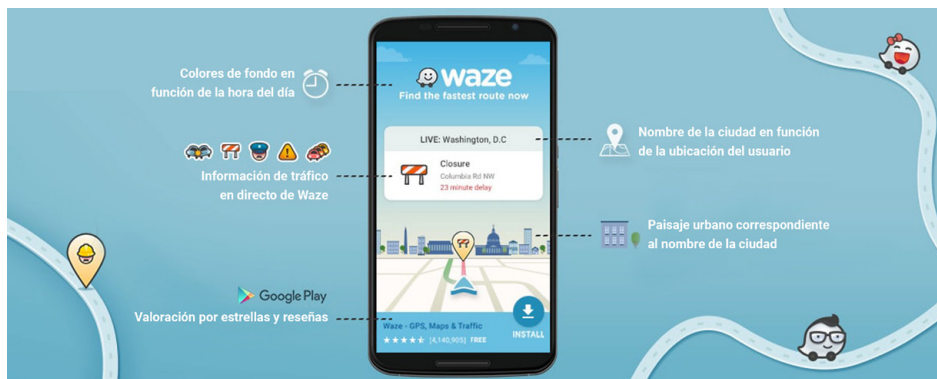 Colores de fondo en
función de la hora del día
Información de tráfico
en directo de Waze
Google Play
Valoración por estrellas y reseñas
waze
Find the fastest route now
LIVE: Washington, D.C
Closure
Columbia Rd NW
23 minute delay
Waze - GPS, Maps & Traffic
[4,140,905] FREE
INSTALL
Nombre de la ciudad en función
de la ubicación del usuario
Paisaje urbano correspondiente
al nombre de la ciudad